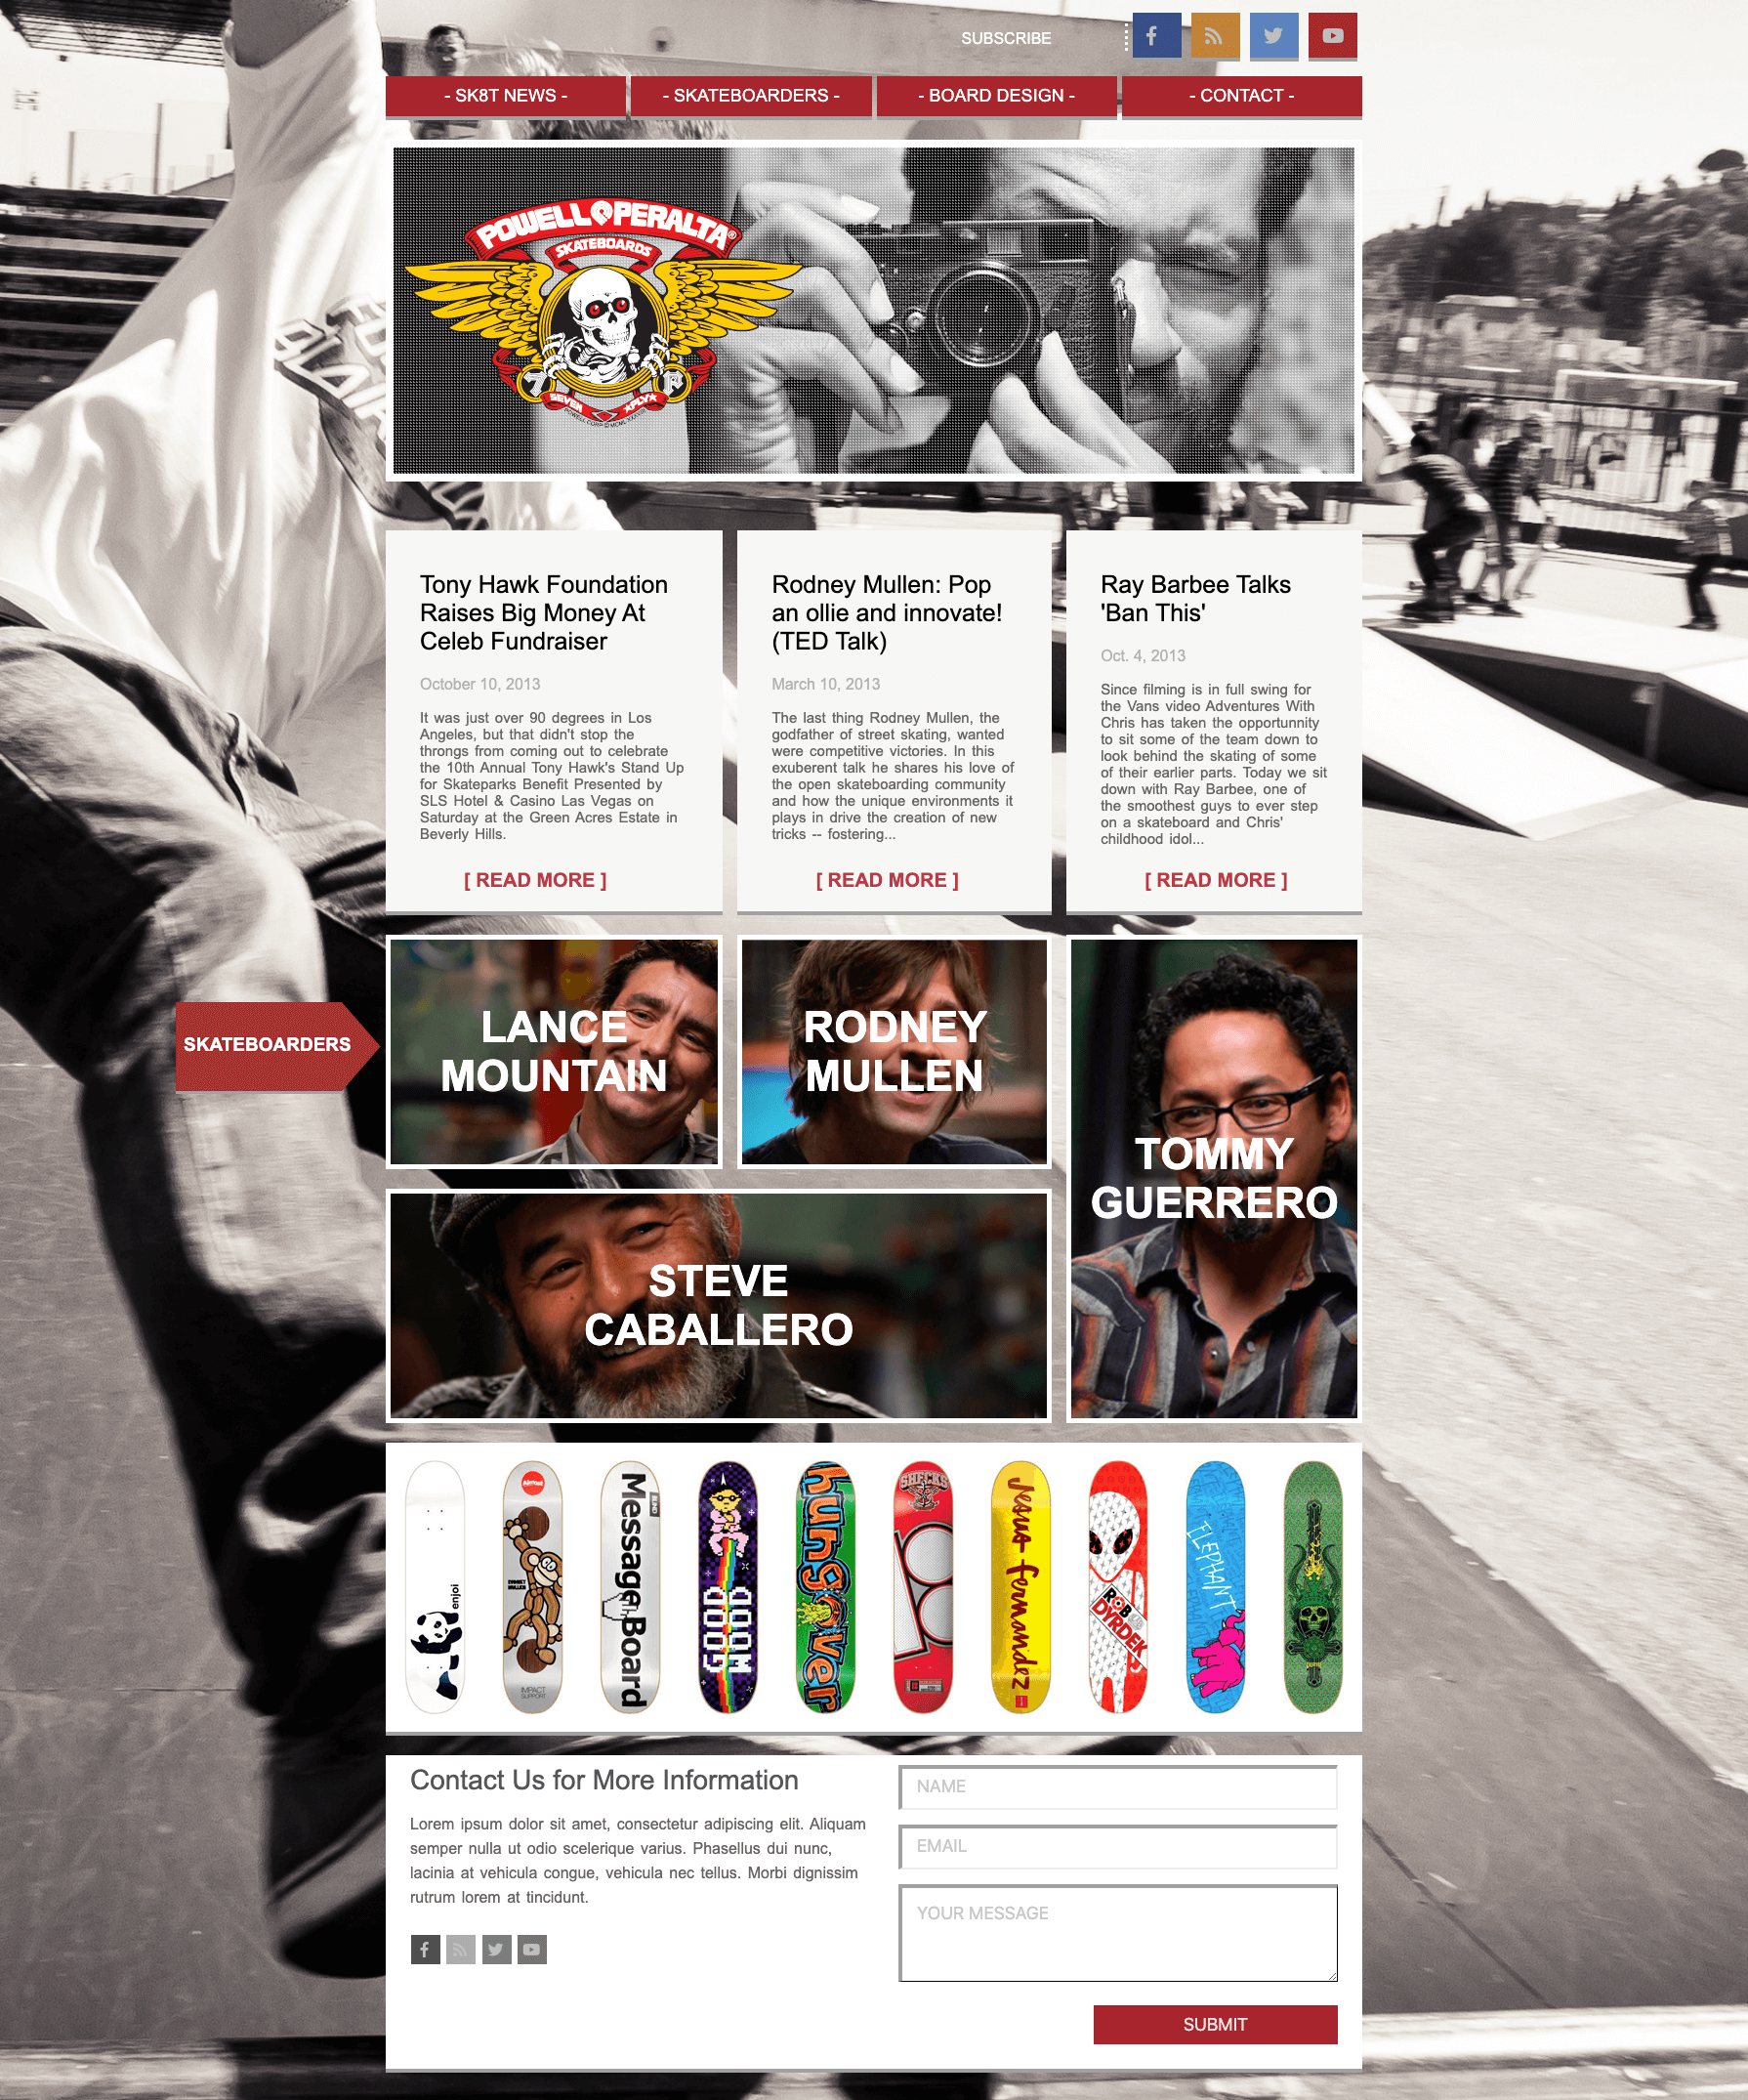 SUBSCRIBE
- SK8T NEWS -
- SKATEBOARDERS -
- BOARD DESIGN -
- CONTACT -
POWELL PERALTA®
SKATEBOARDS
7 P
SEVEN XPLYX
Tony Hawk Foundation
Raises Big Money At
Celeb Fundraiser
October 10, 2013
It was just over 90 degrees in Los
Angeles, but that didn't stop the
throngs from coming out to celebrate
the 10th Annual Tony Hawk's Stand Up
for Skateparks Benefit Presented by
SLS Hotel & Casino Las Vegas on
Saturday at the Green Acres Estate in
Beverly Hills.
[ READ MORE ]
Rodney Mullen: Pop
an ollie and innovate!
(TED Talk)
March 10, 2013
The last thing Rodney Mullen, the
godfather of street skating, wanted
were competitive victories. In this
exuberent talk he shares his love of
the open skateboarding community
and how the unique environments it
plays in drive the creation of new
tricks -- fostering...
[ READ MORE ]
Ray Barbee Talks
'Ban This'
Oct. 4, 2013
Since filming is in full swing for
the Vans video Adventures With
Chris has taken the opportunnity
to sit some of the team down to
look behind the skating of some
of their earlier parts. Today we sit
down with Ray Barbee, one of
the smoothest guys to ever step
on a skateboard and Chris'
childhood idol...
[ READ MORE ]
SKATEBOARDERS
LANCE
MOUNTAIN
RODNEY
MULLEN
TOMMY
GUERRERO
STEVE
CABALLERO
enjoi
Almost
IMPACT
SUPPORT
BLIND
Message Board
GOOD
WOOD
hungover
SHECKS
Jesus fernandez
ROB
DYRDEK
ELEPHANT
Contact Us for More Information
Lorem ipsum dolor sit amet, consectetur adipiscing elit. Aliquam
semper nulla ut odio scelerique varius. Phasellus dui nunc,
lacinia at vehicula congue, vehicula nec tellus. Morbi dignissim
rutrum lorem at tincidunt.
NAME
EMAIL
YOUR MESSAGE
SUBMIT